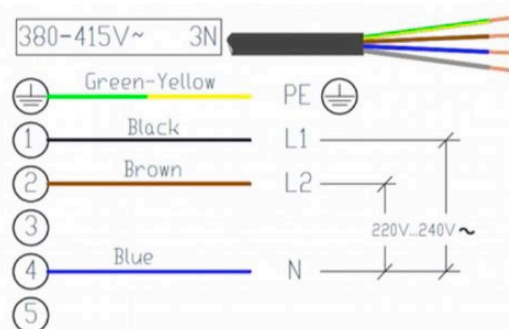 380-415V~ 3N
Green-Yellow PE
1 Black L1
2 Brown L2
3
220V...240V~
4 Blue N
5